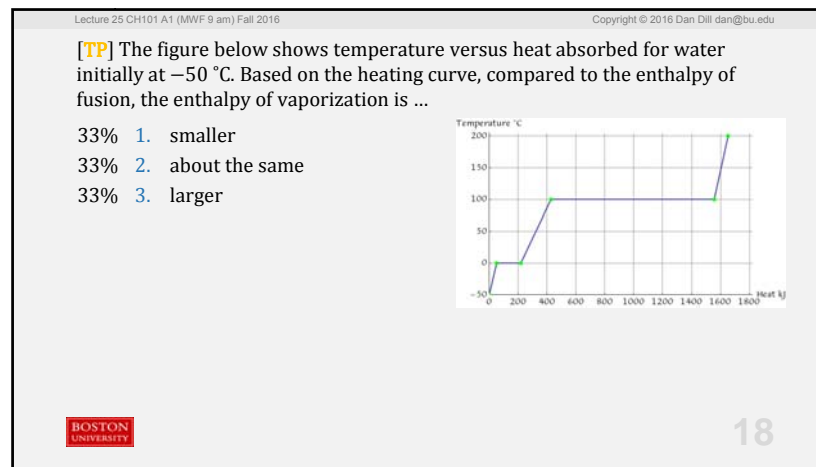 Lecture 25 CH101 A1 (MWF 9 am) Fall 2016
Copyright © 2016 Dan Dill dan@bu.edu
[TP] The figure below shows temperature versus heat absorbed for water
initially at −50 ˚C. Based on the heating curve, compared to the enthalpy of
fusion, the enthalpy of vaporization is …
33% 1. smaller
33% 2. about the same
33% 3. larger
Temperature °C
200
150
100
50
0
-50
0 200 400 600 800 1000 1200 1400 1600 1800 Heat kJ
BOSTON
UNIVERSITY
18